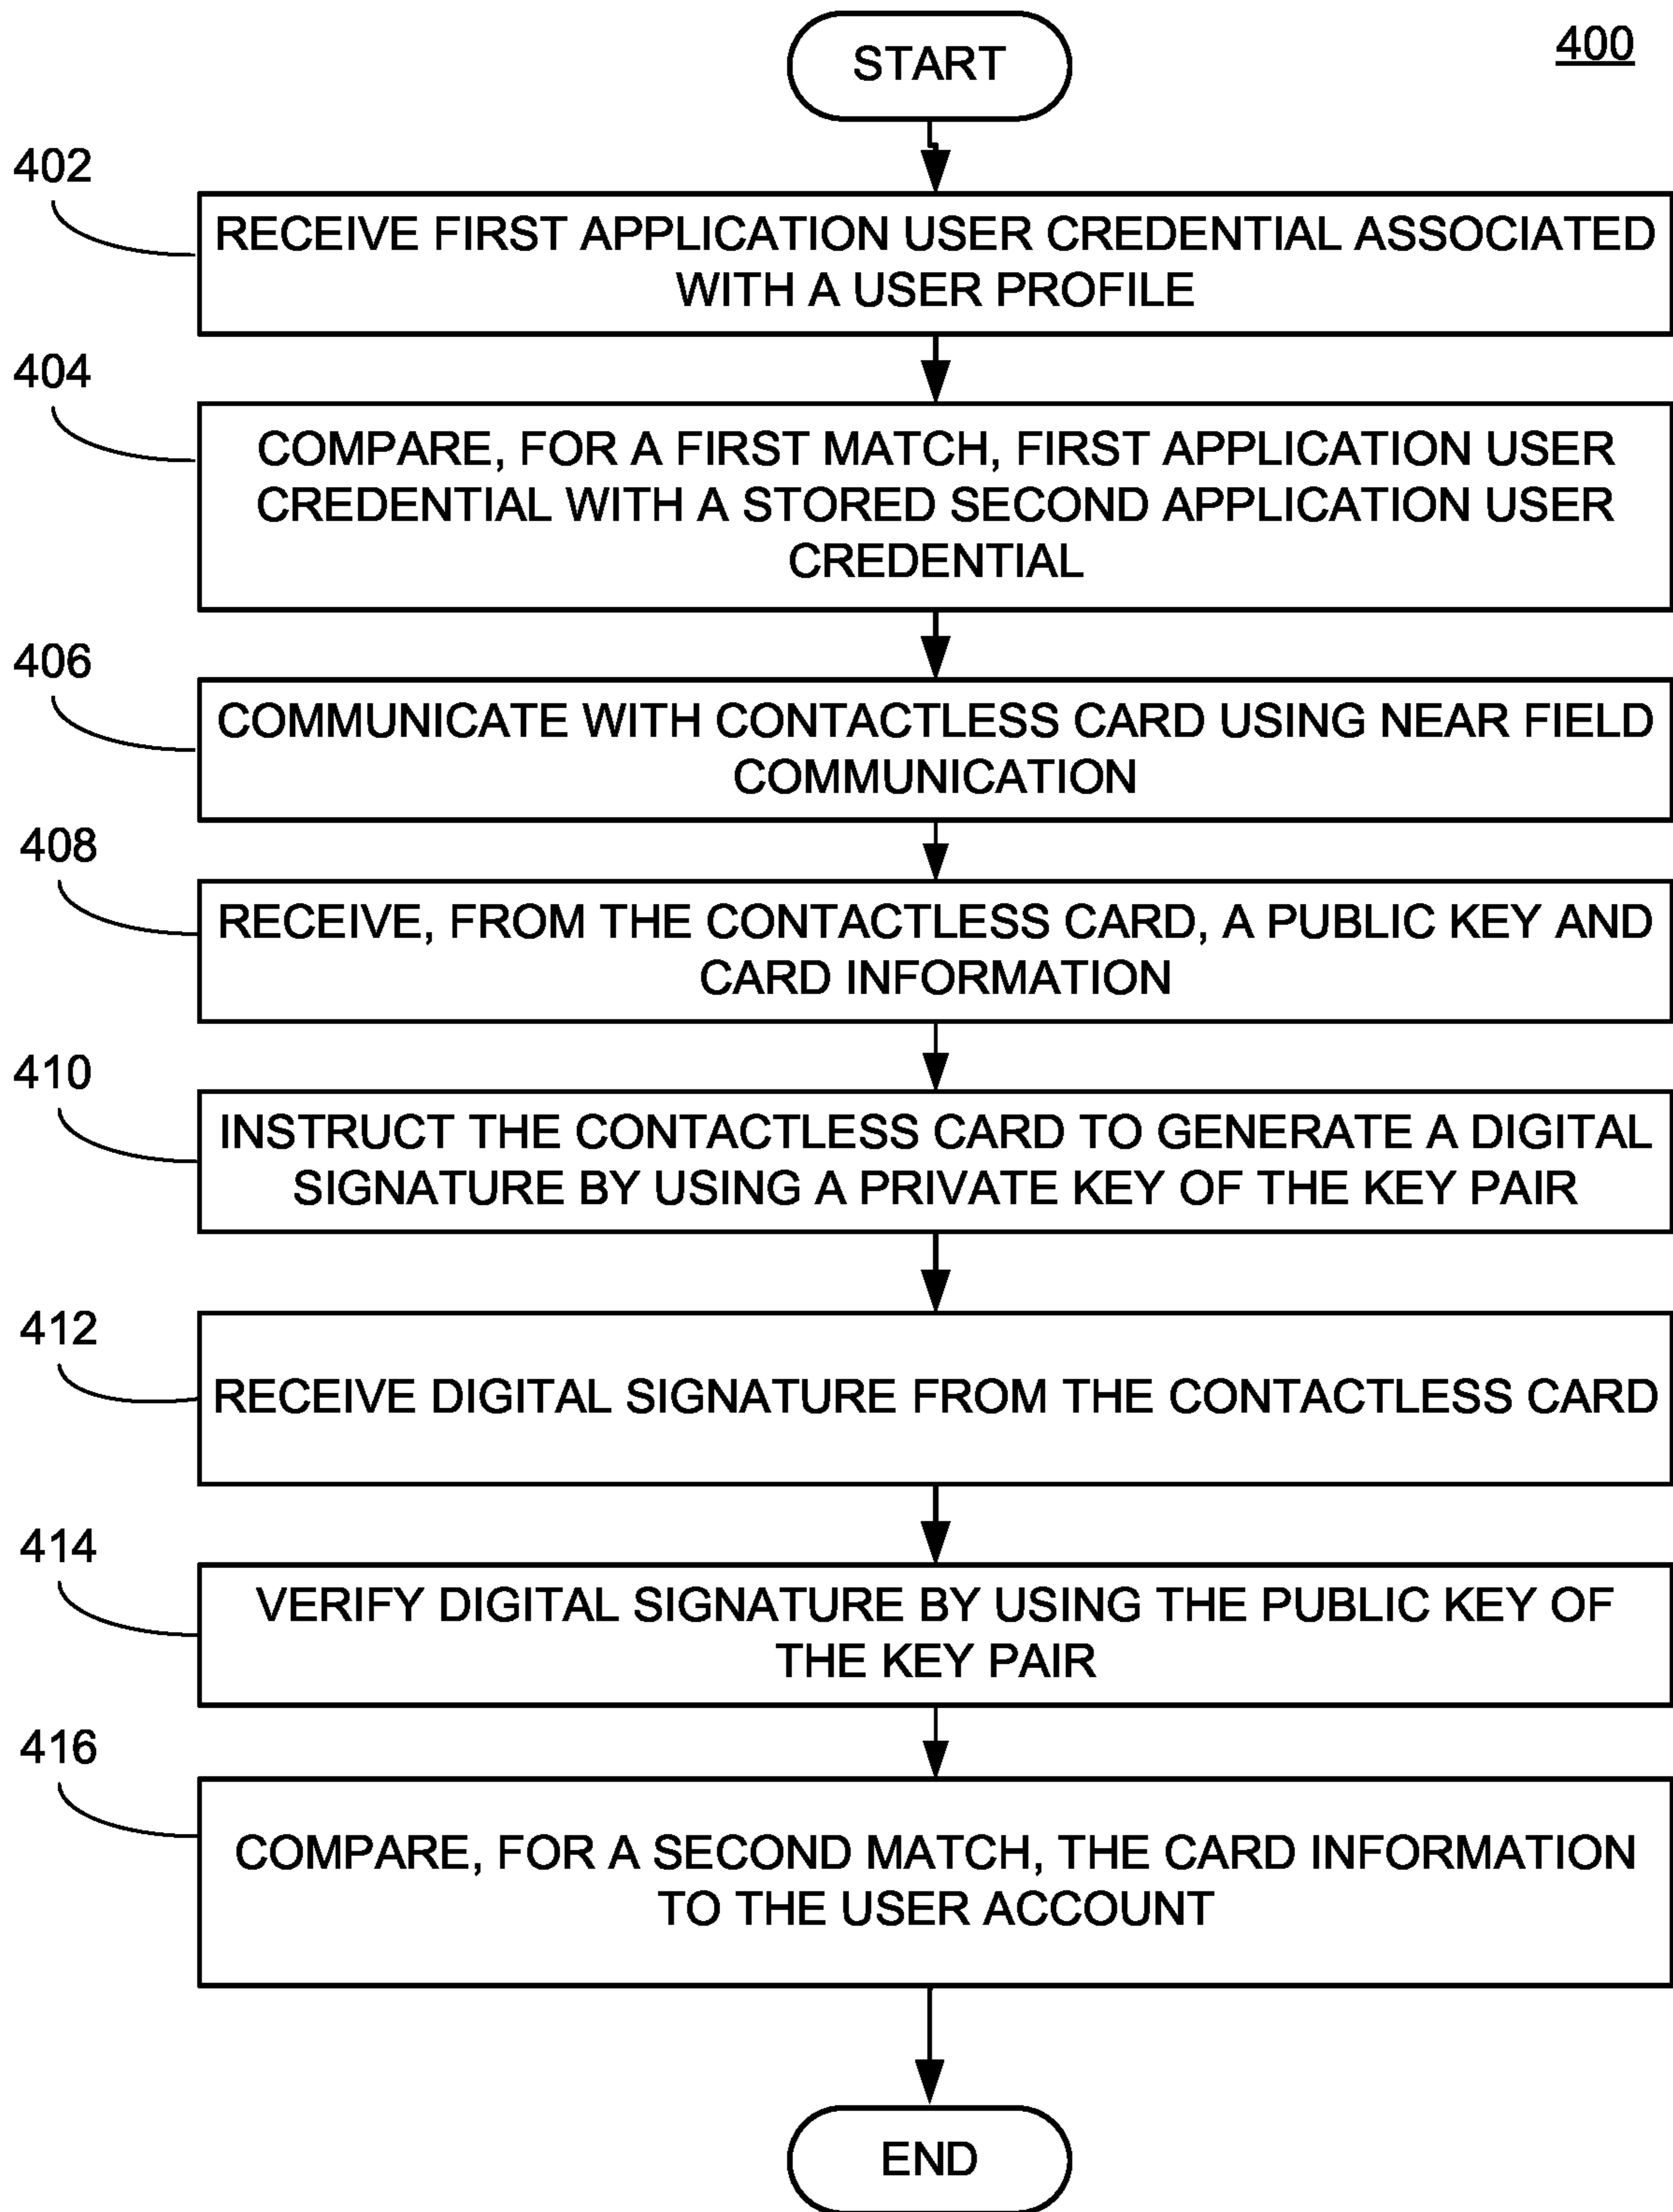 400
START
402
RECEIVE FIRST APPLICATION USER CREDENTIAL ASSOCIATED
WITH A USER PROFILE
404
COMPARE, FOR A FIRST MATCH, FIRST APPLICATION USER
CREDENTIAL WITH A STORED SECOND APPLICATION USER
CREDENTIAL
406
COMMUNICATE WITH CONTACTLESS CARD USING NEAR FIELD
COMMUNICATION
408
RECEIVE, FROM THE CONTACTLESS CARD, A PUBLIC KEY AND
CARD INFORMATION
410
INSTRUCT THE CONTACTLESS CARD TO GENERATE A DIGITAL
SIGNATURE BY USING A PRIVATE KEY OF THE KEY PAIR
412
RECEIVE DIGITAL SIGNATURE FROM THE CONTACTLESS CARD
414
VERIFY DIGITAL SIGNATURE BY USING THE PUBLIC KEY OF
THE KEY PAIR
416
COMPARE, FOR A SECOND MATCH, THE CARD INFORMATION
TO THE USER ACCOUNT
END